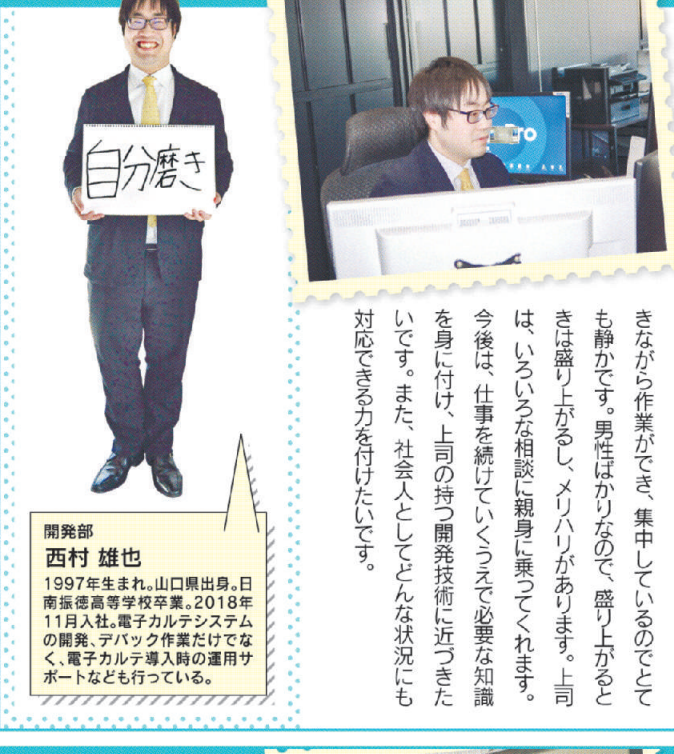 自分磨き
ro
きながら作業ができ、集中しているのでとて
も静かです。男性ばかりなので、盛り上がると
きは盛り上がるし、メリハリがあります。上司
は、いろいろな相談に親身に乗ってくれます。
今後は、仕事を続けていくうえで必要な知識
を身に付け、上司の持つ開発技術に近づきた
いです。また、社会人としてどんな状況にも
対応できる力を付けたいです。
開発部
西村 雄也
1997年生まれ。山口県出身。日
南振徳高等学校卒業。2018年
11月入社。電子カルテシステム
の開発、デバック作業だけでな
く、電子カルテ導入時の運用サ
ポートなども行っている。